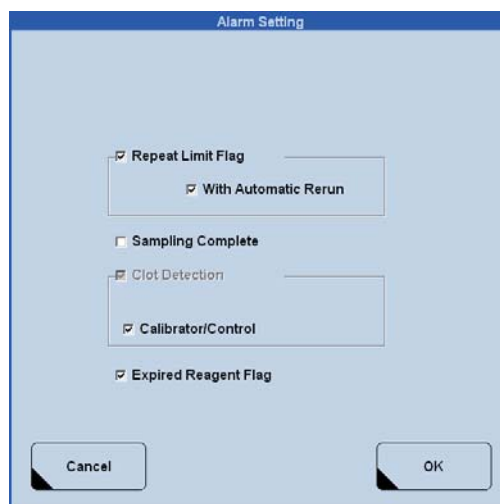 Alarm Setting
Repeat Limit Flag
With Automatic Rerun
Sampling Complete
Clot Detection
Calibrator/Control
Expired Reagent Flag
Cancel
OK